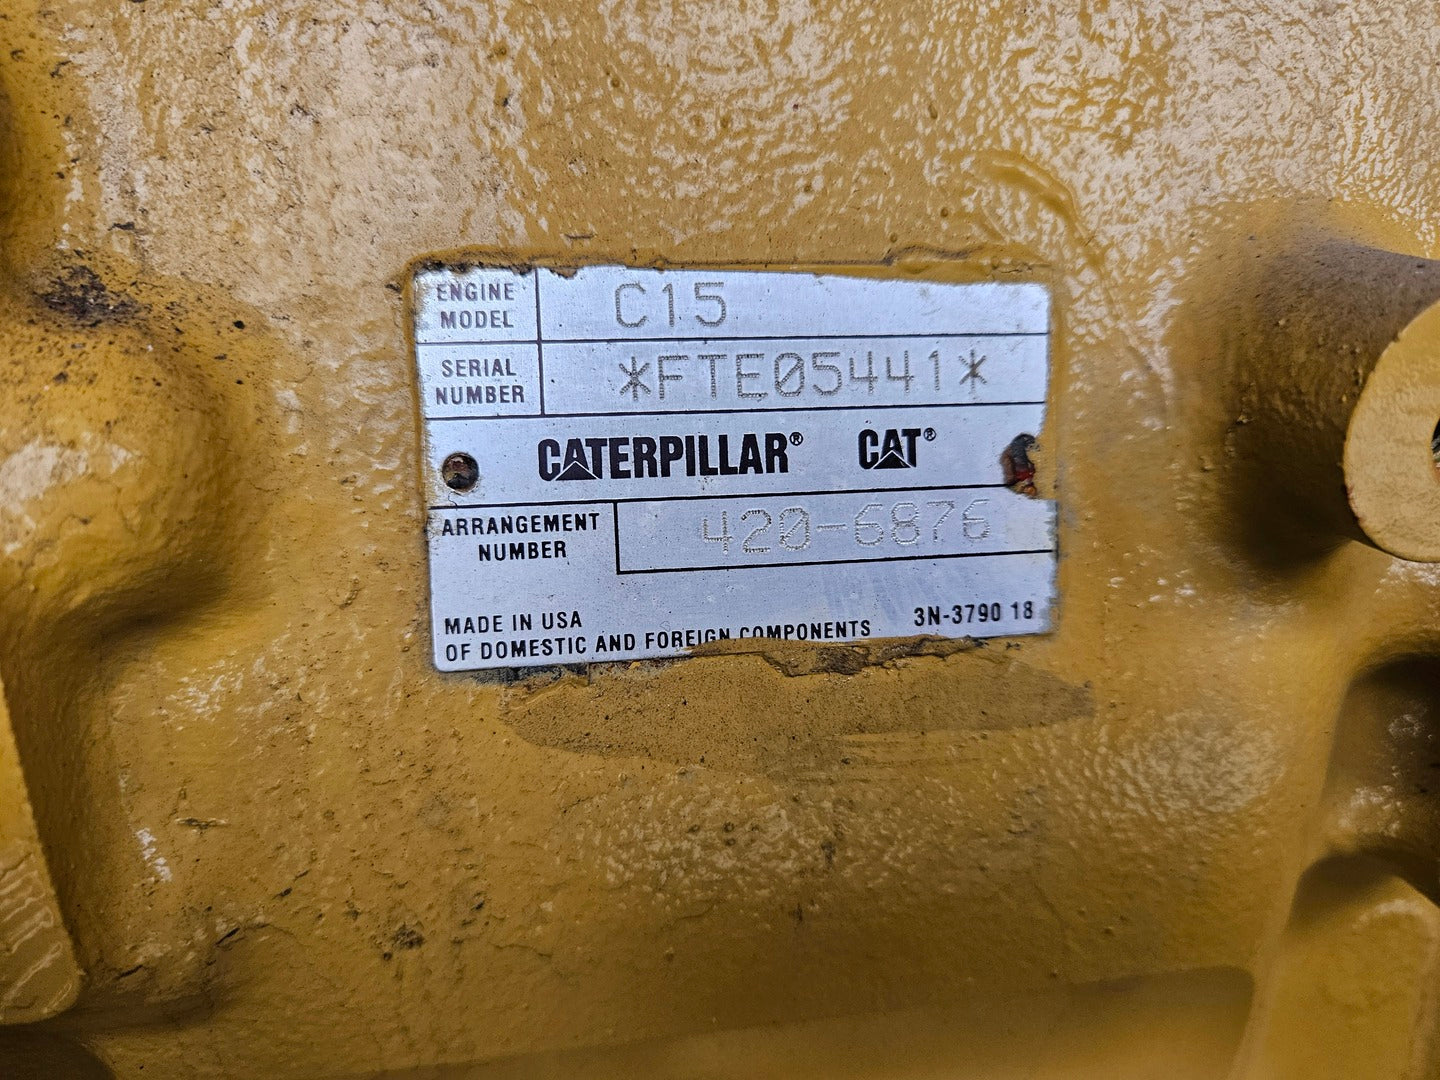 ENGINE MODEL C15
SERIAL NUMBER *FTE05441*
CATERPILLAR® CAT®
ARRANGEMENT NUMBER 420-6876
MADE IN USA
OF DOMESTIC AND FOREIGN COMPONENTS 3N-3790 18